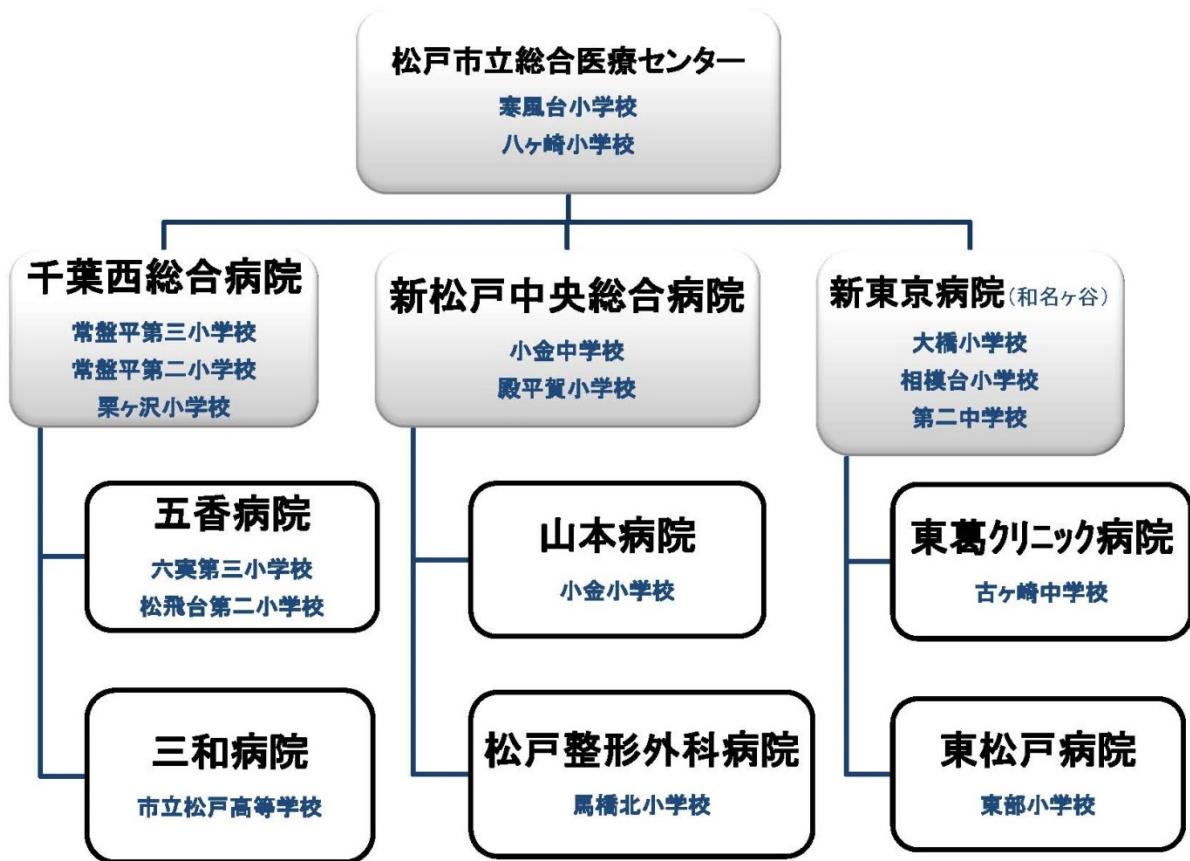 松戸市立総合医療センター
寒風台小学校
八ヶ崎小学校
千葉西総合病院
常盤平第三小学校
常盤平第二小学校
栗ヶ沢小学校
新松戸中央総合病院
小金中学校
殿平賀小学校
新東京病院(和名ヶ谷)
大橋小学校
相模台小学校
第二中学校
五香病院
六実第三小学校
松飛台第二小学校
山本病院
小金小学校
東葛クリニック病院
古ヶ崎中学校
三和病院
市立松戸高等学校
松戸整形外科病院
馬橋北小学校
東松戸病院
東部小学校